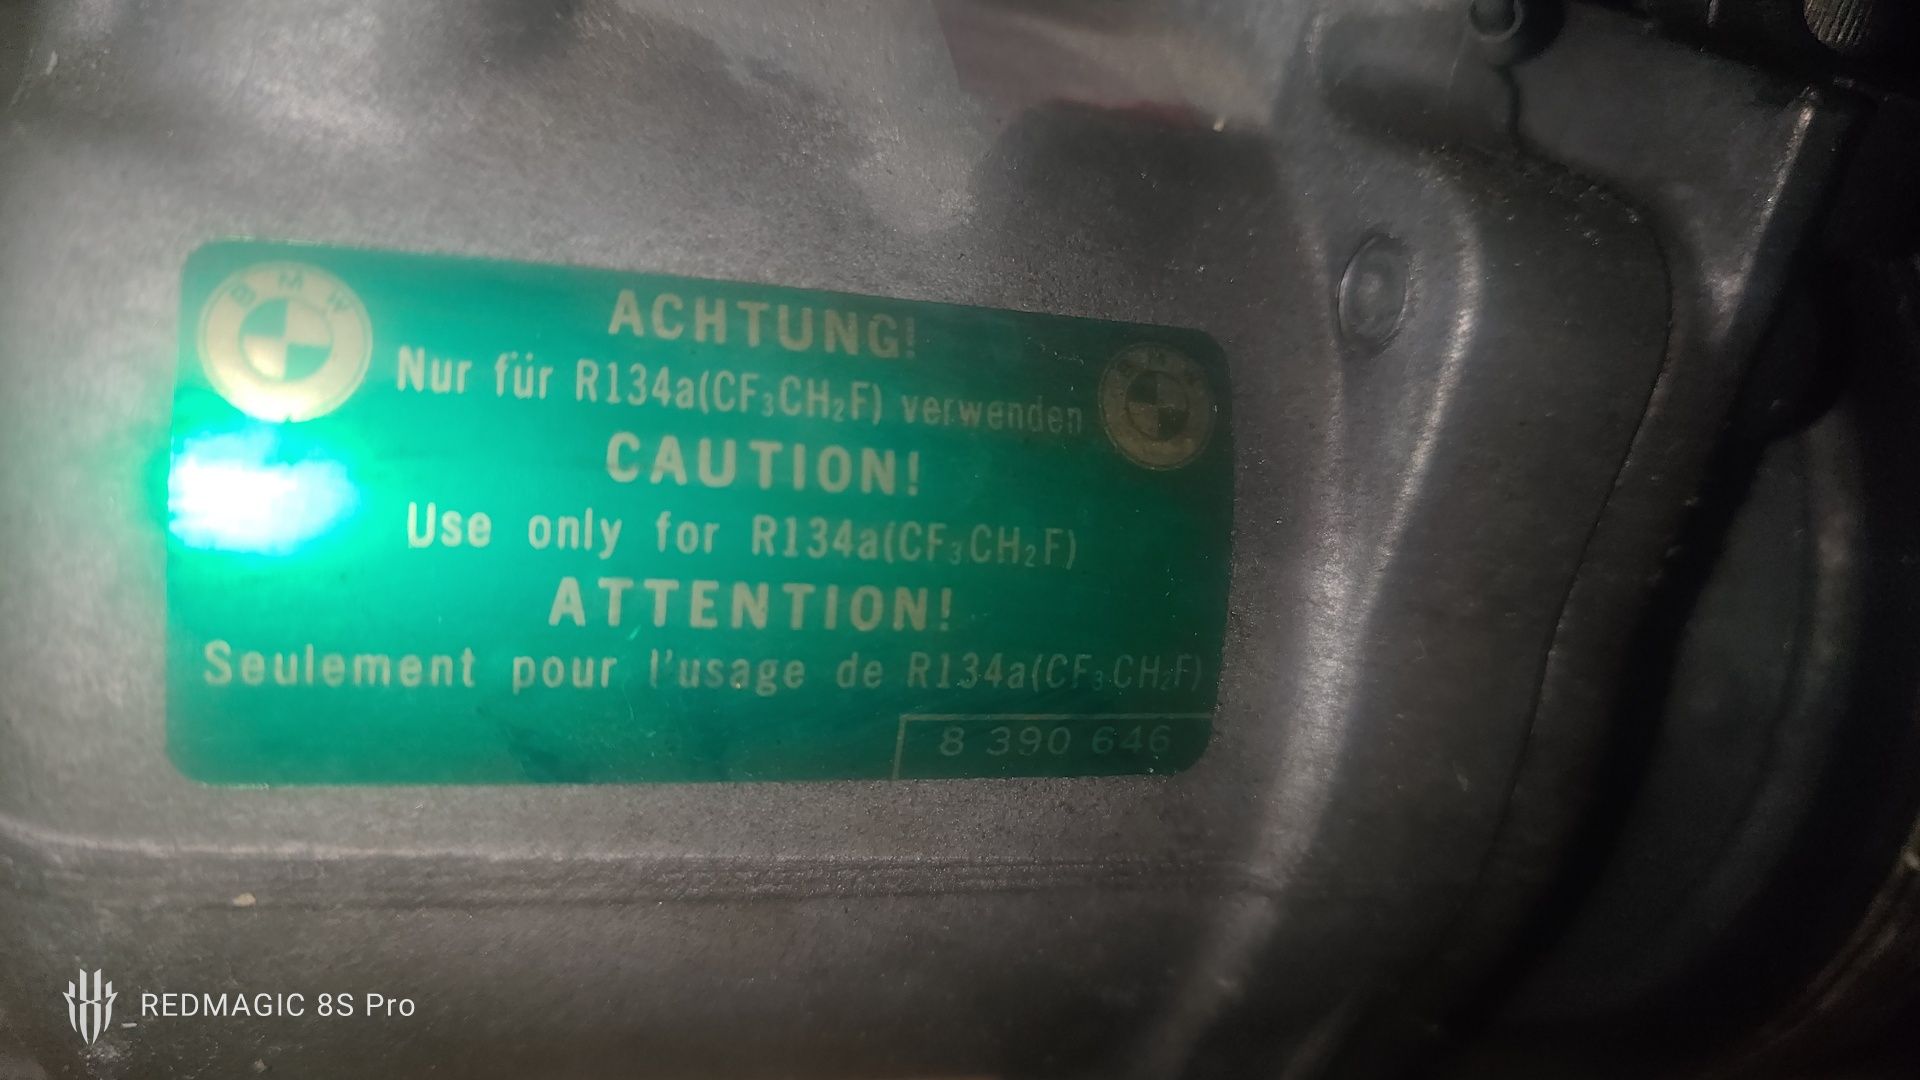 BMW
ACHTUNG!
BMW
Nur für R134a(CF₃CH₂F) verwenden
CAUTION!
Use only for R134a(CF₃CH₂F)
ATTENTION!
Seulement pour l'usage de R134a(CF₃CH₂F)
8 390 646
REDMAGIC 8S Pro